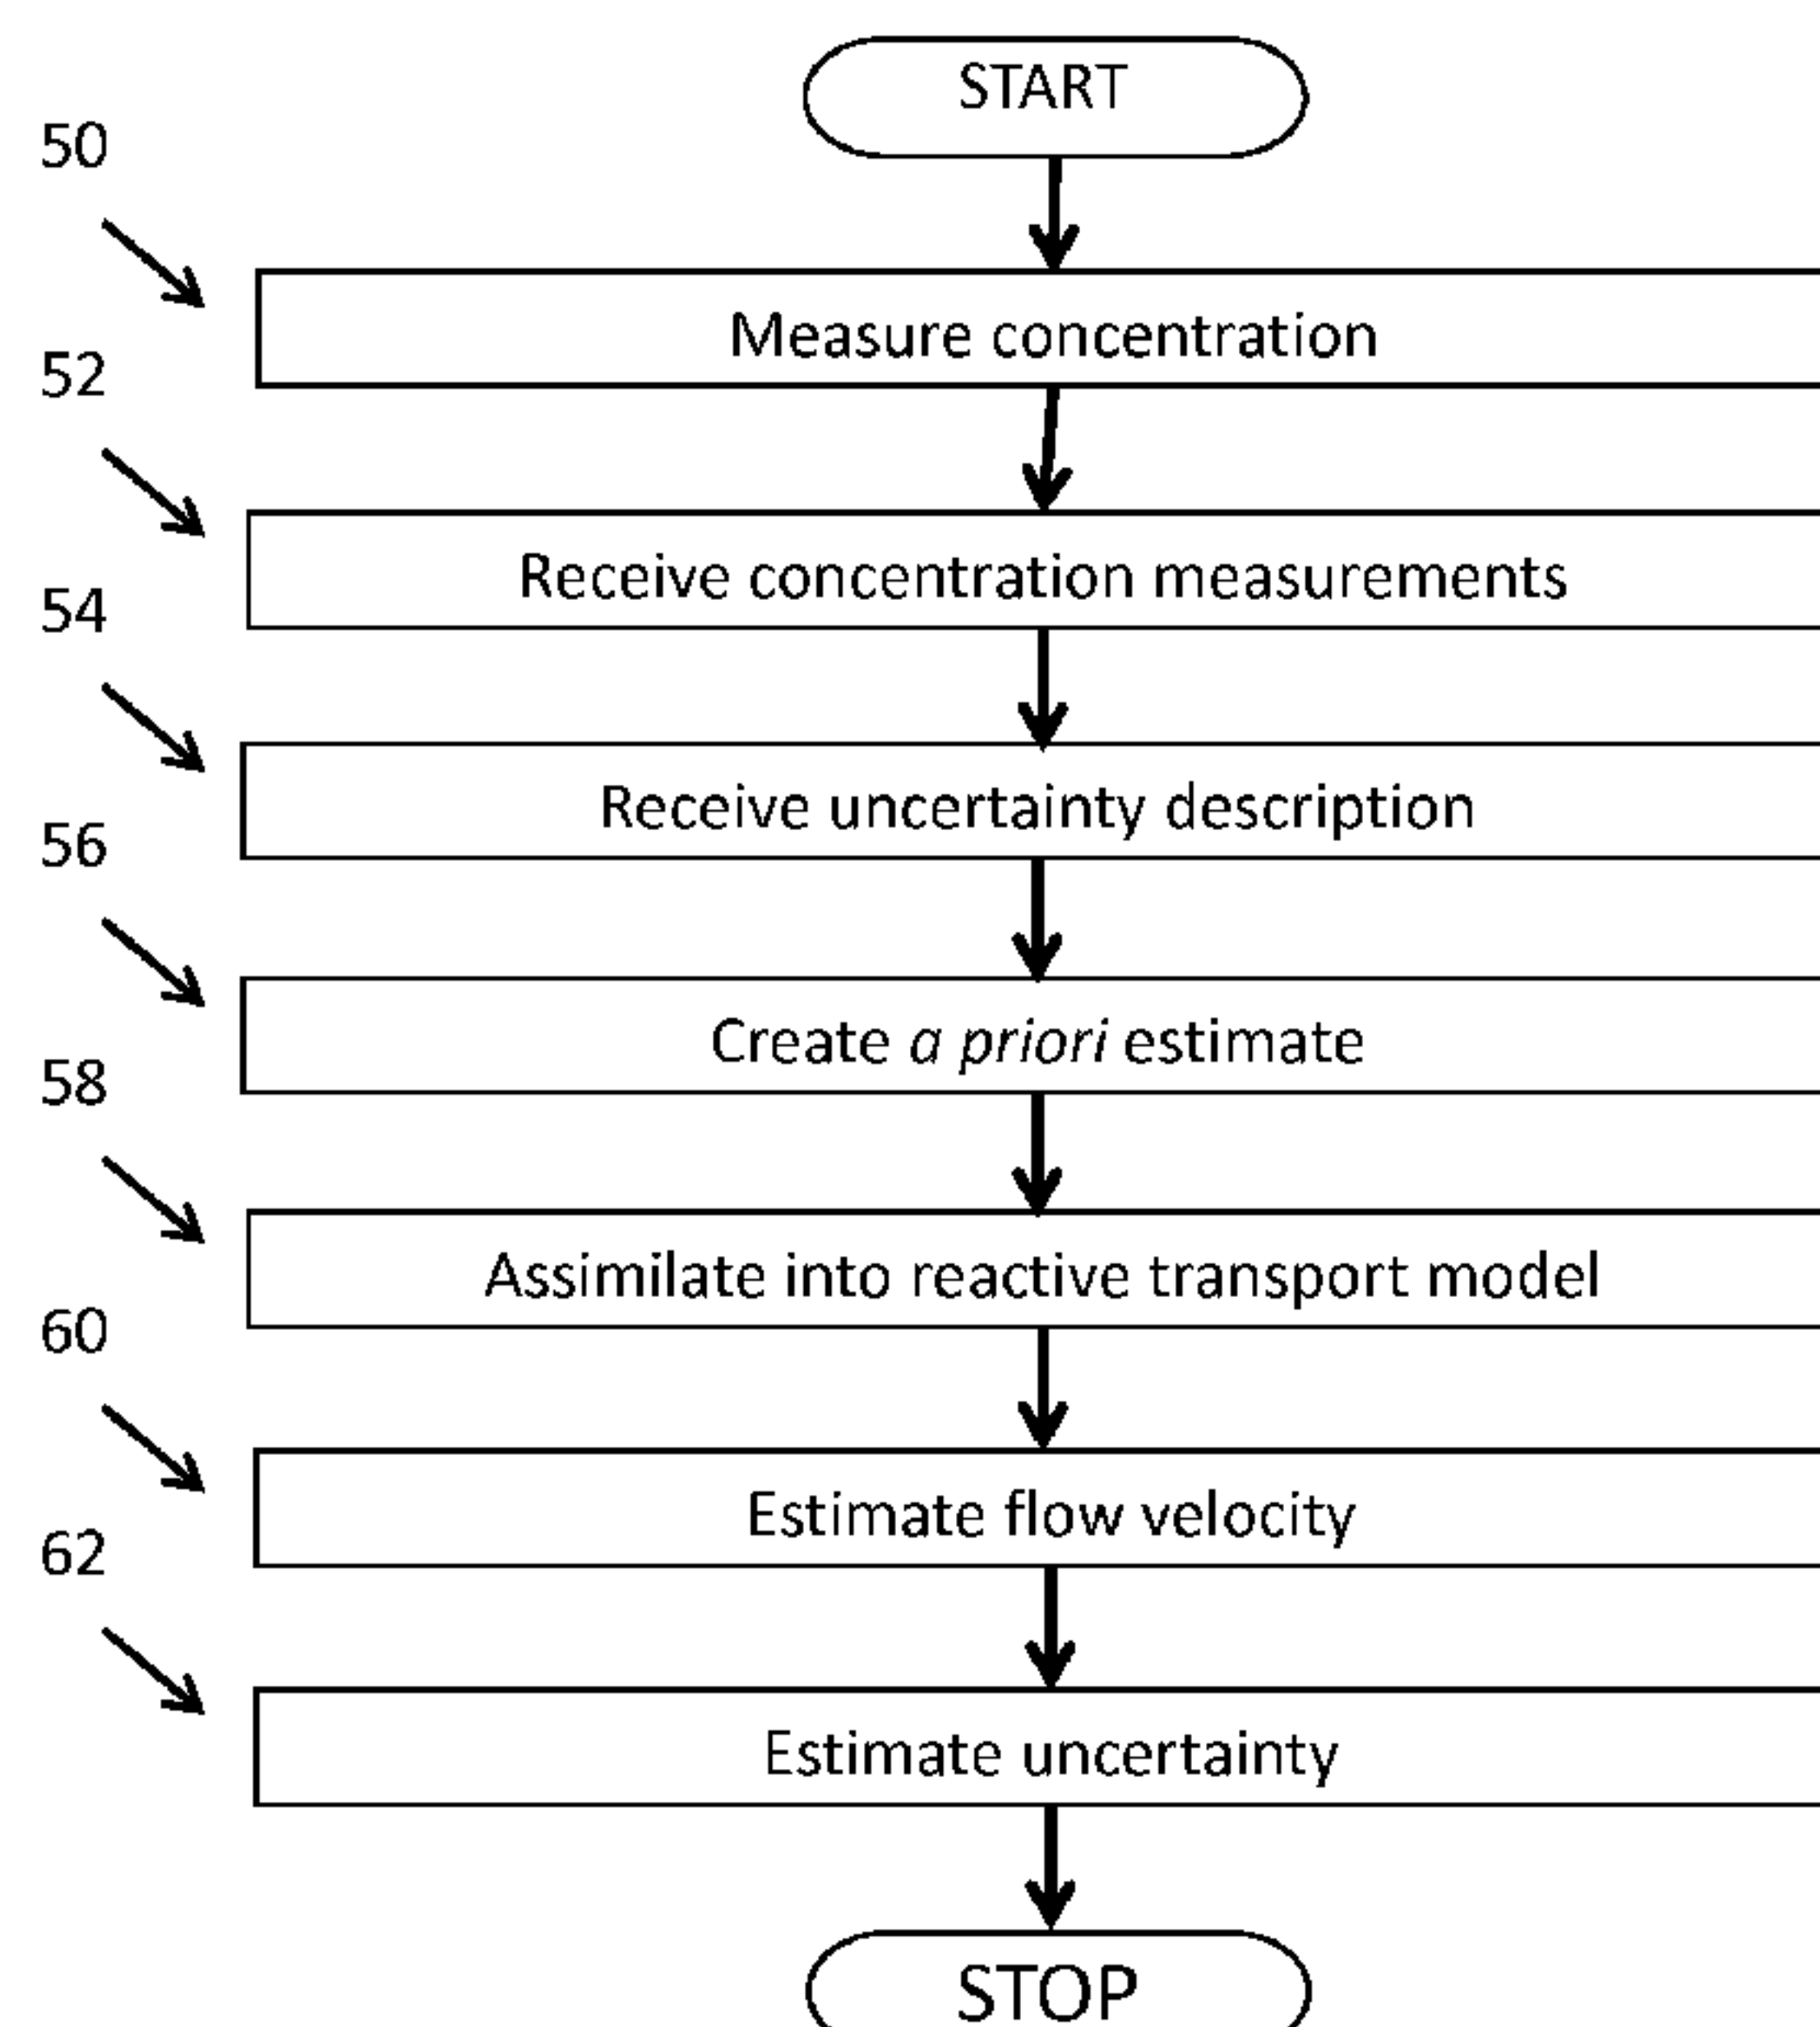 START
50
Measure concentration
52
Receive concentration measurements
54
Receive uncertainty description
56
Create a priori estimate
58
Assimilate into reactive transport model
60
Estimate flow velocity
62
Estimate uncertainty
STOP